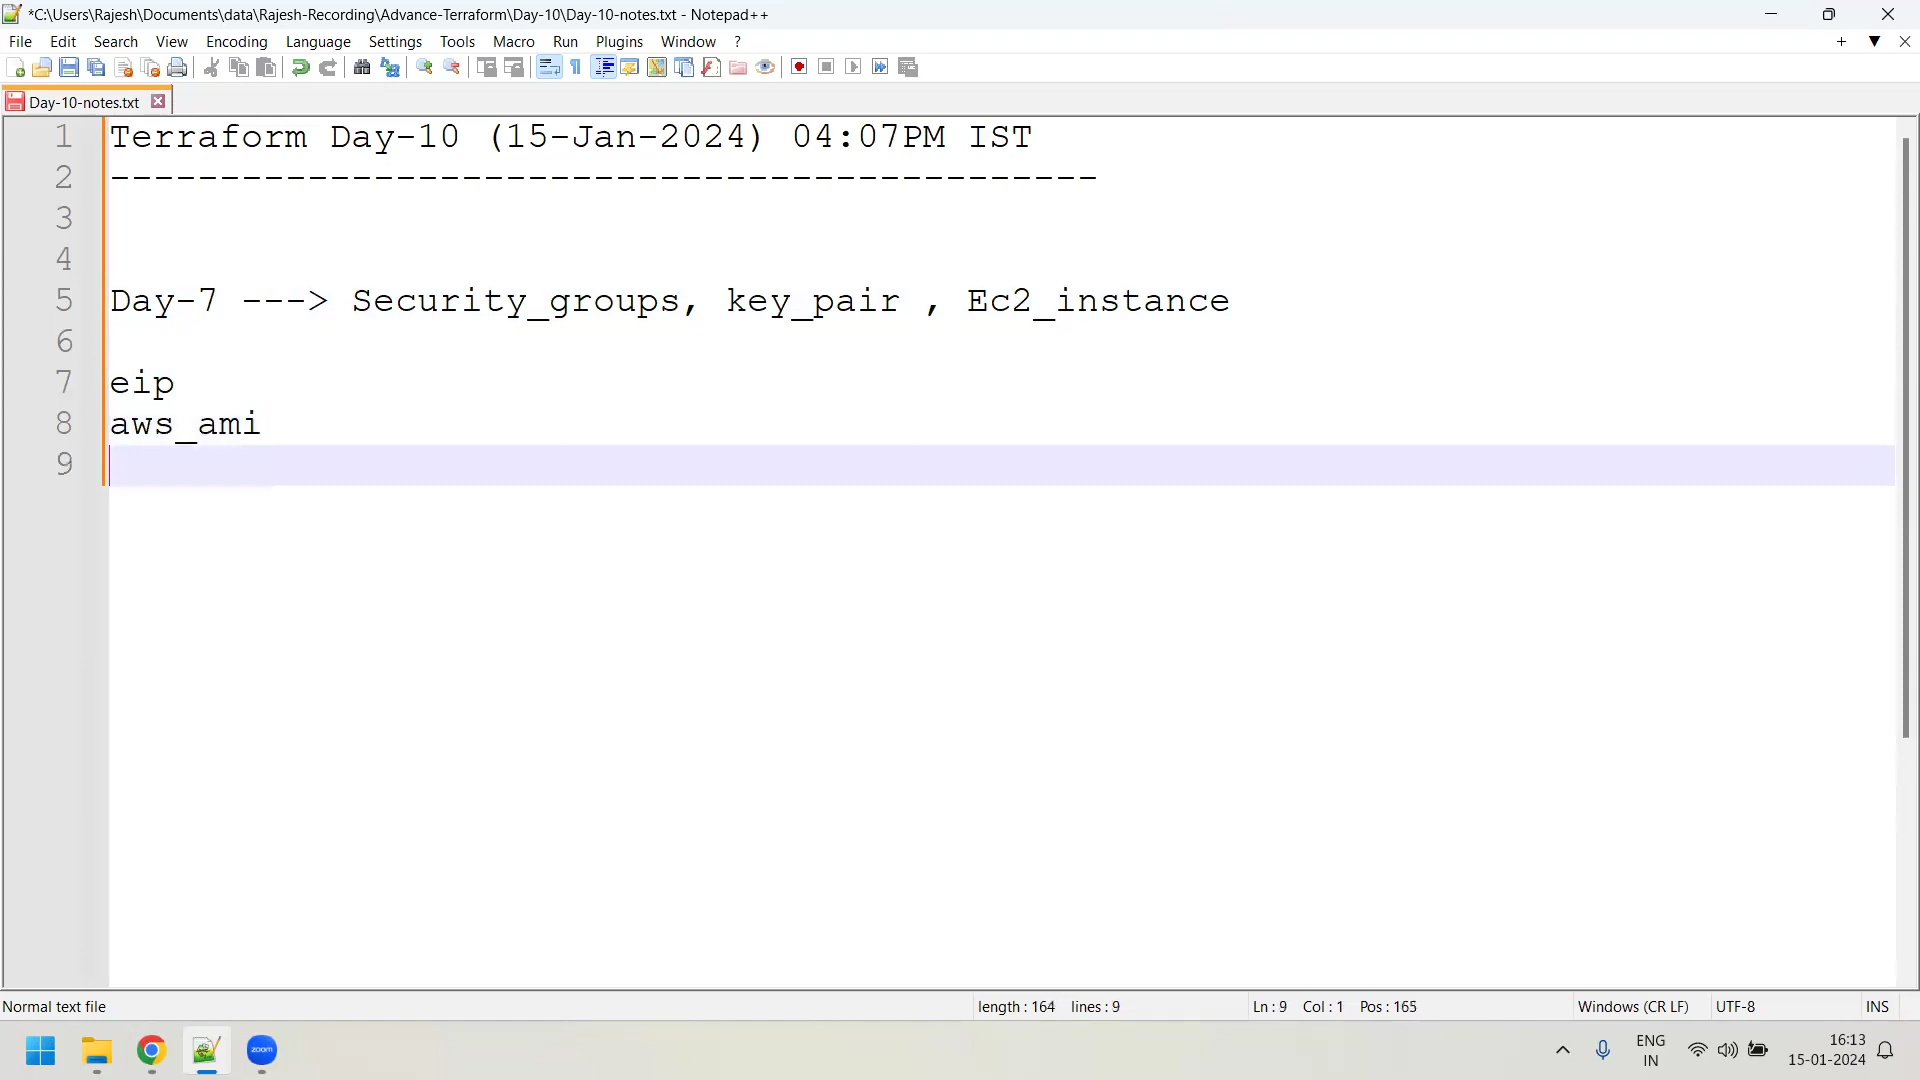 *C:\Users\Rajesh\Documents\data\Rajesh-Recording\Advance-Terraform\Day-10\Day-10-notes.txt - Notepad++
File Edit Search View Encoding Language Settings Tools Macro Run Plugins Window ?
Day-10-notes.txt
1 Terraform Day-10 (15-Jan-2024) 04:07PM IST
2 ---------------------------------------------
3
4
5 Day-7 ---> Security_groups, key_pair , Ec2_instance
6
7 eip
8 aws_ami
9
Normal text file length : 164 lines : 9 Ln : 9 Col : 1 Pos : 165 Windows (CR LF) UTF-8 INS
zoom
ENG
IN
16:13
15-01-2024